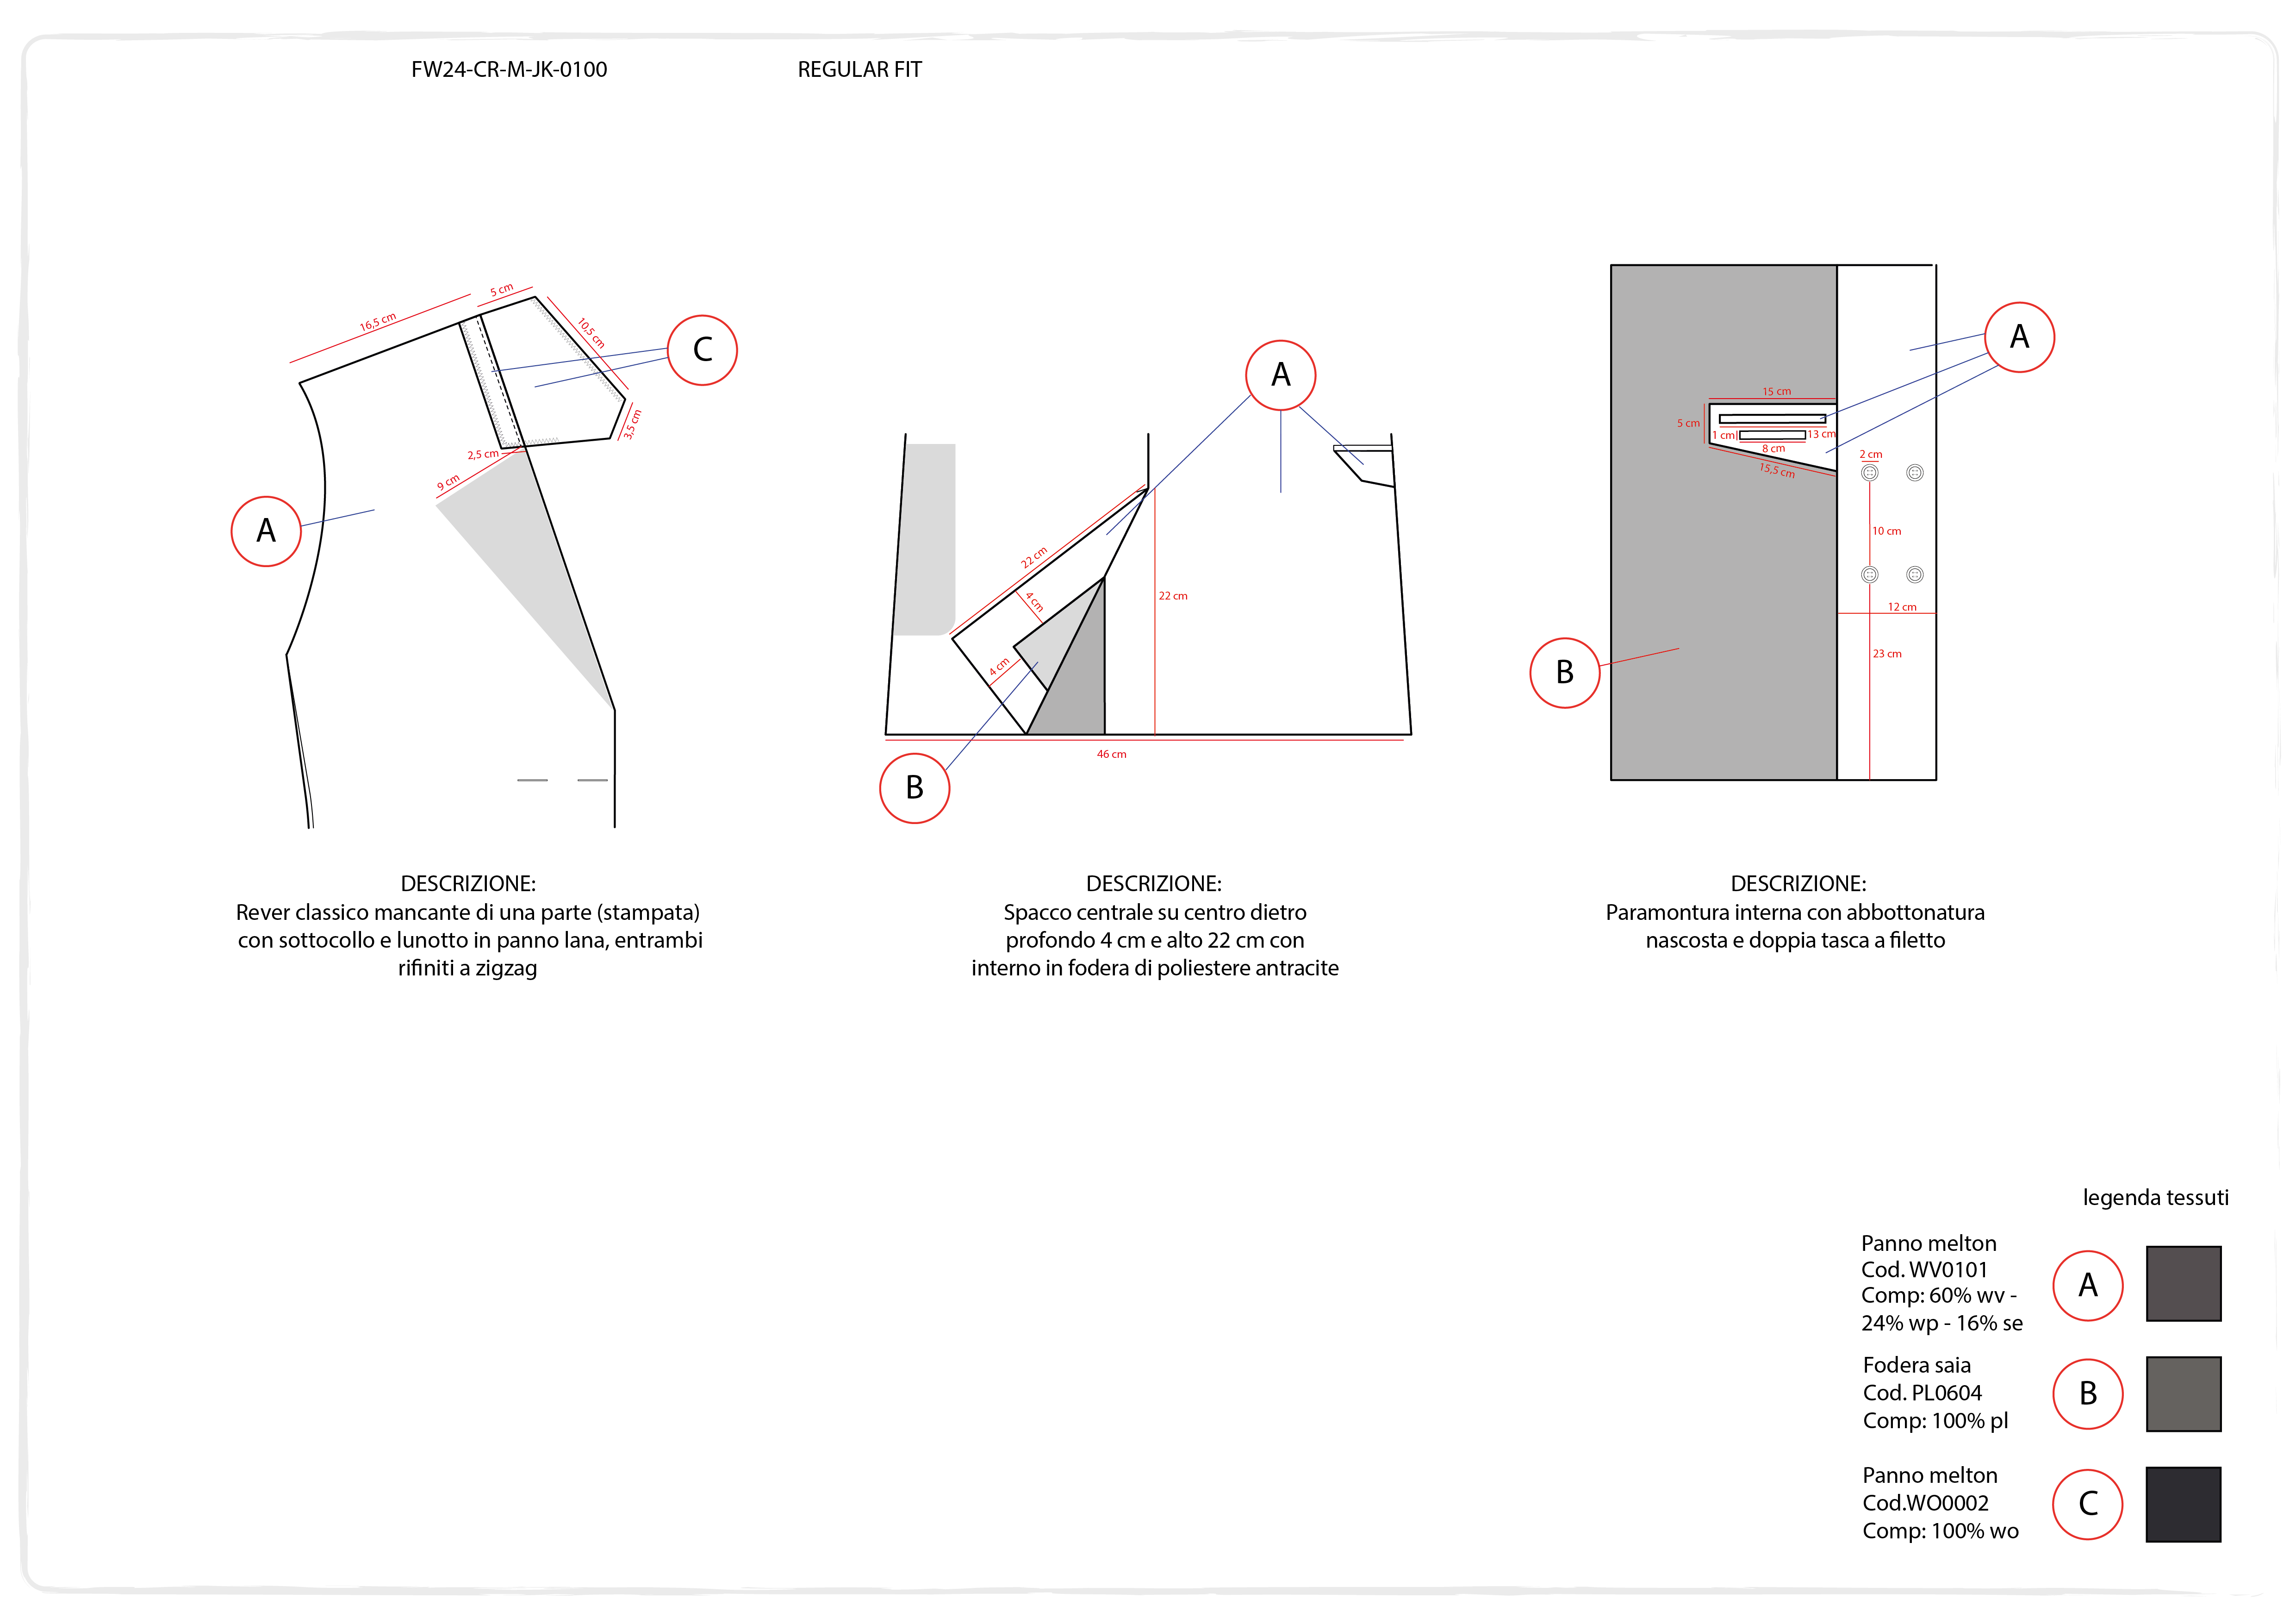 FW24-CR-M-JK-0100
REGULAR FIT
16,5 cm
5 cm
10,5 cm
3,5 cm
2,5 cm
9 cm
C
A
DESCRIZIONE:
Rever classico mancante di una parte (stampata)
con sottocollo e lunotto in panno lana, entrambi
rifiniti a zigzag
A
22 cm
4 cm
4 cm
22 cm
46 cm
B
DESCRIZIONE:
Spacco centrale su centro dietro
profondo 4 cm e alto 22 cm con
interno in fodera di poliestere antracite
A
15 cm
5 cm
1 cm
13 cm
8 cm
15,5 cm
2 cm
10 cm
12 cm
23 cm
B
DESCRIZIONE:
Paramontura interna con abbottonatura
nascosta e doppia tasca a filetto
legenda tessuti
Panno melton
Cod. WV0101
Comp: 60% wv -
24% wp - 16% se
A
Fodera saia
Cod. PL0604
Comp: 100% pl
B
Panno melton
Cod.WO0002
Comp: 100% wo
C